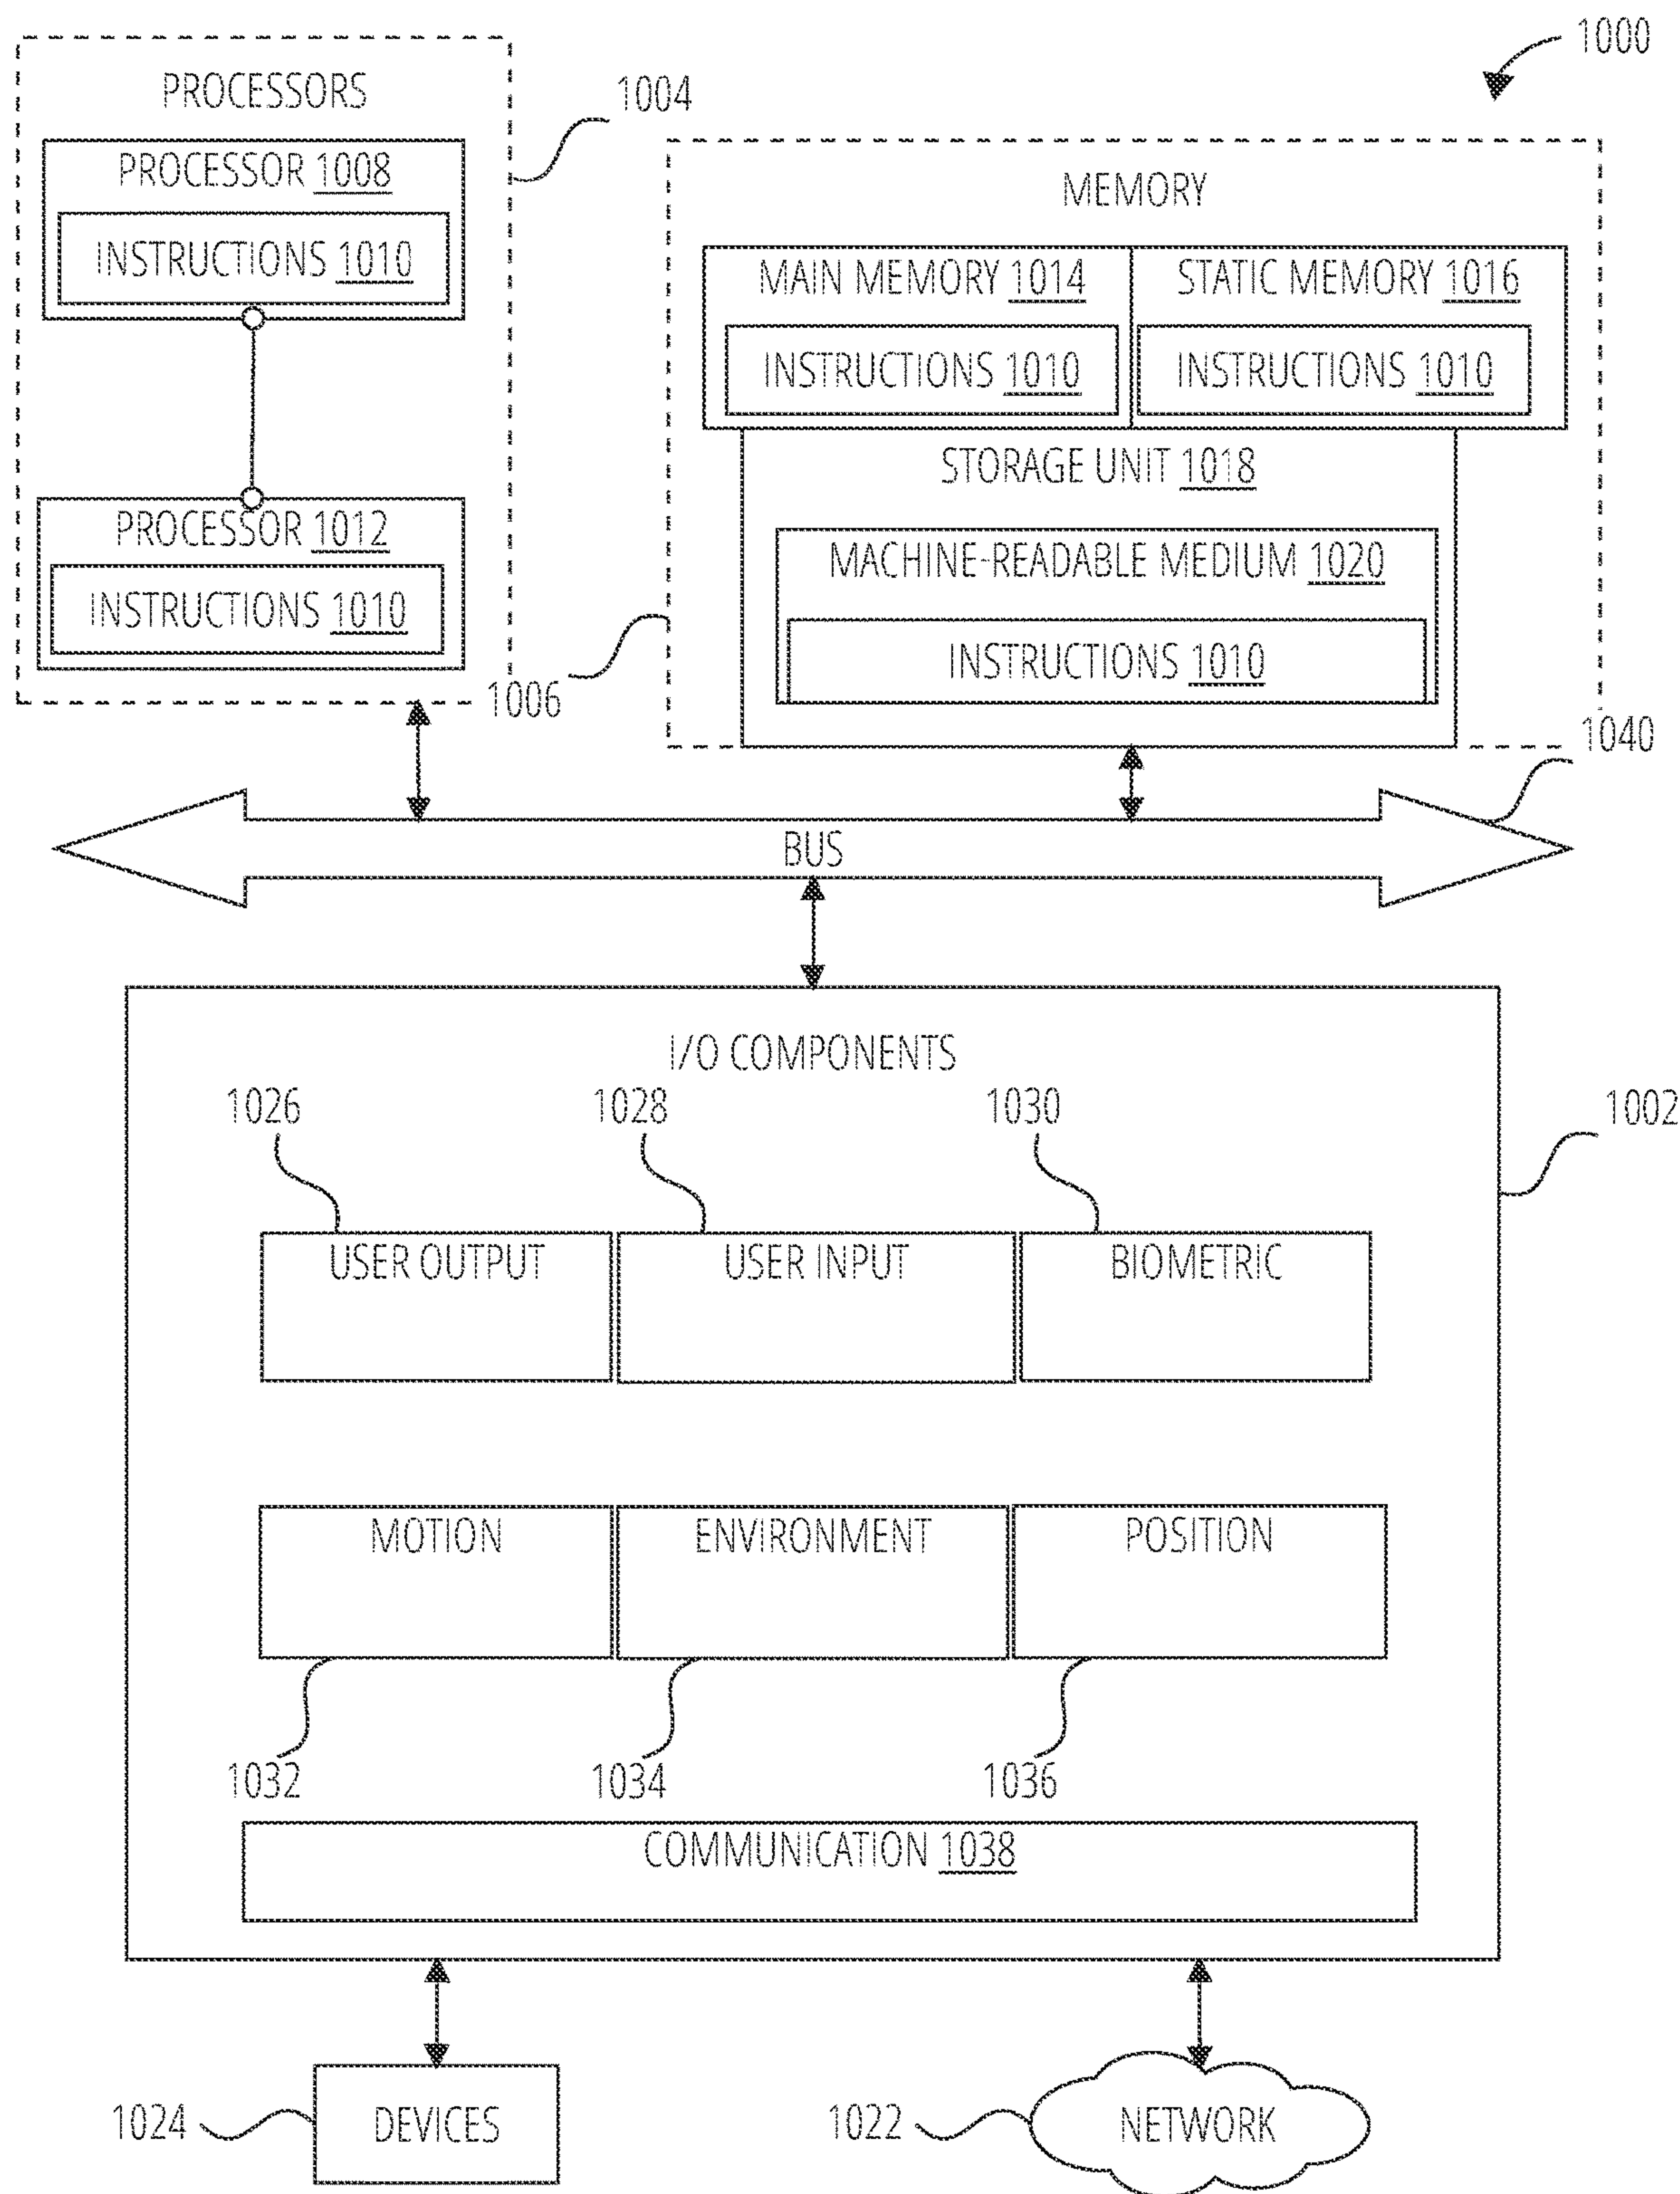 1000
PROCESSORS
1004
PROCESSOR 1008
INSTRUCTIONS 1010
MEMORY
MAIN MEMORY 1014
STATIC MEMORY 1016
INSTRUCTIONS 1010
INSTRUCTIONS 1010
STORAGE UNIT 1018
PROCESSOR 1012
MACHINE-READABLE MEDIUM 1020
INSTRUCTIONS 1010
INSTRUCTIONS 1010
1006
1040
BUS
I/O COMPONENTS
1026
1028
1030
1002
USER OUTPUT
USER INPUT
BIOMETRIC
MOTION
ENVIRONMENT
POSITION
1032
1034
1036
COMMUNICATION 1038
1024
DEVICES
1022
NETWORK